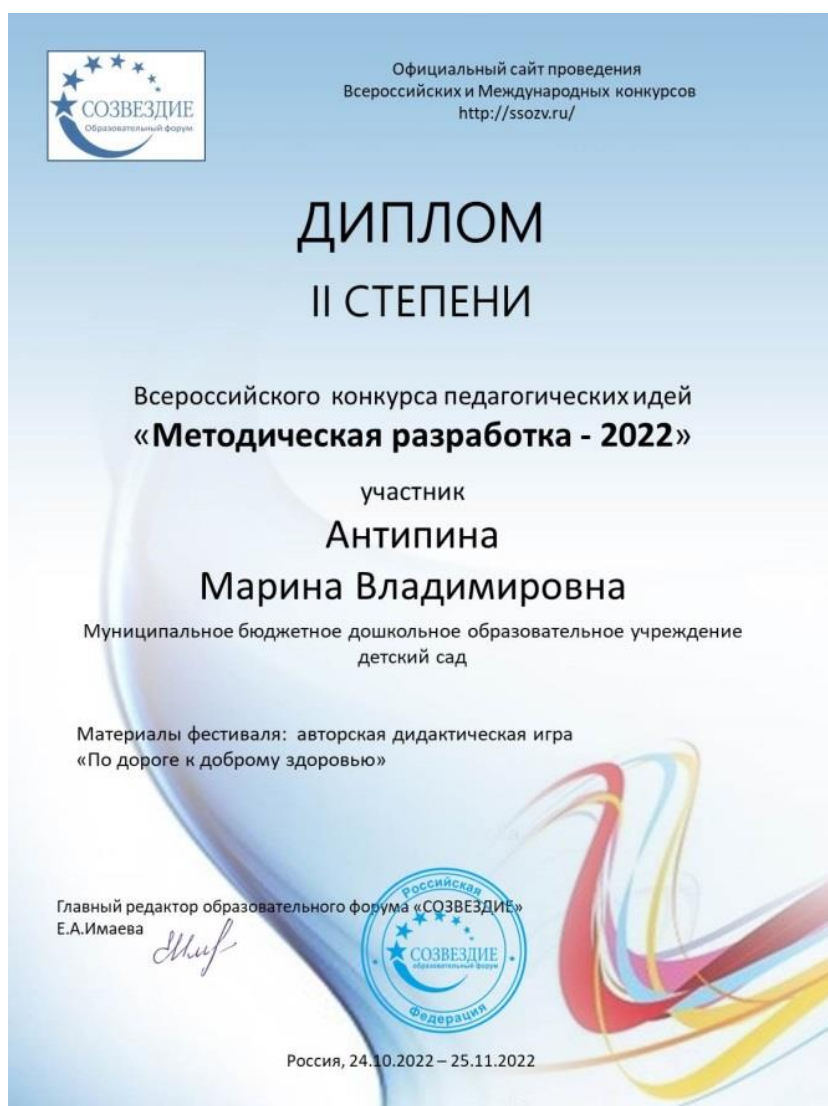 СОЗВЕЗДИЕ
Образовательный форум
Официальный сайт проведения
Всероссийских и Международных конкурсов
http://ssozv.ru/
ДИПЛОМ
II СТЕПЕНИ
Всероссийского конкурса педагогических идей
«Методическая разработка - 2022»
участник
Антипина
Марина Владимировна
Муниципальное бюджетное дошкольное образовательное учреждение
детский сад
Материалы фестиваля: авторская дидактическая игра
«По дороге к доброму здоровью»
Главный редактор образовательного форума «СОЗВЕЗДИЕ»
Е.А.Имаева
Российская
СОЗВЕЗДИЕ
образовательный форум
Федерация
Россия, 24.10.2022 – 25.11.2022